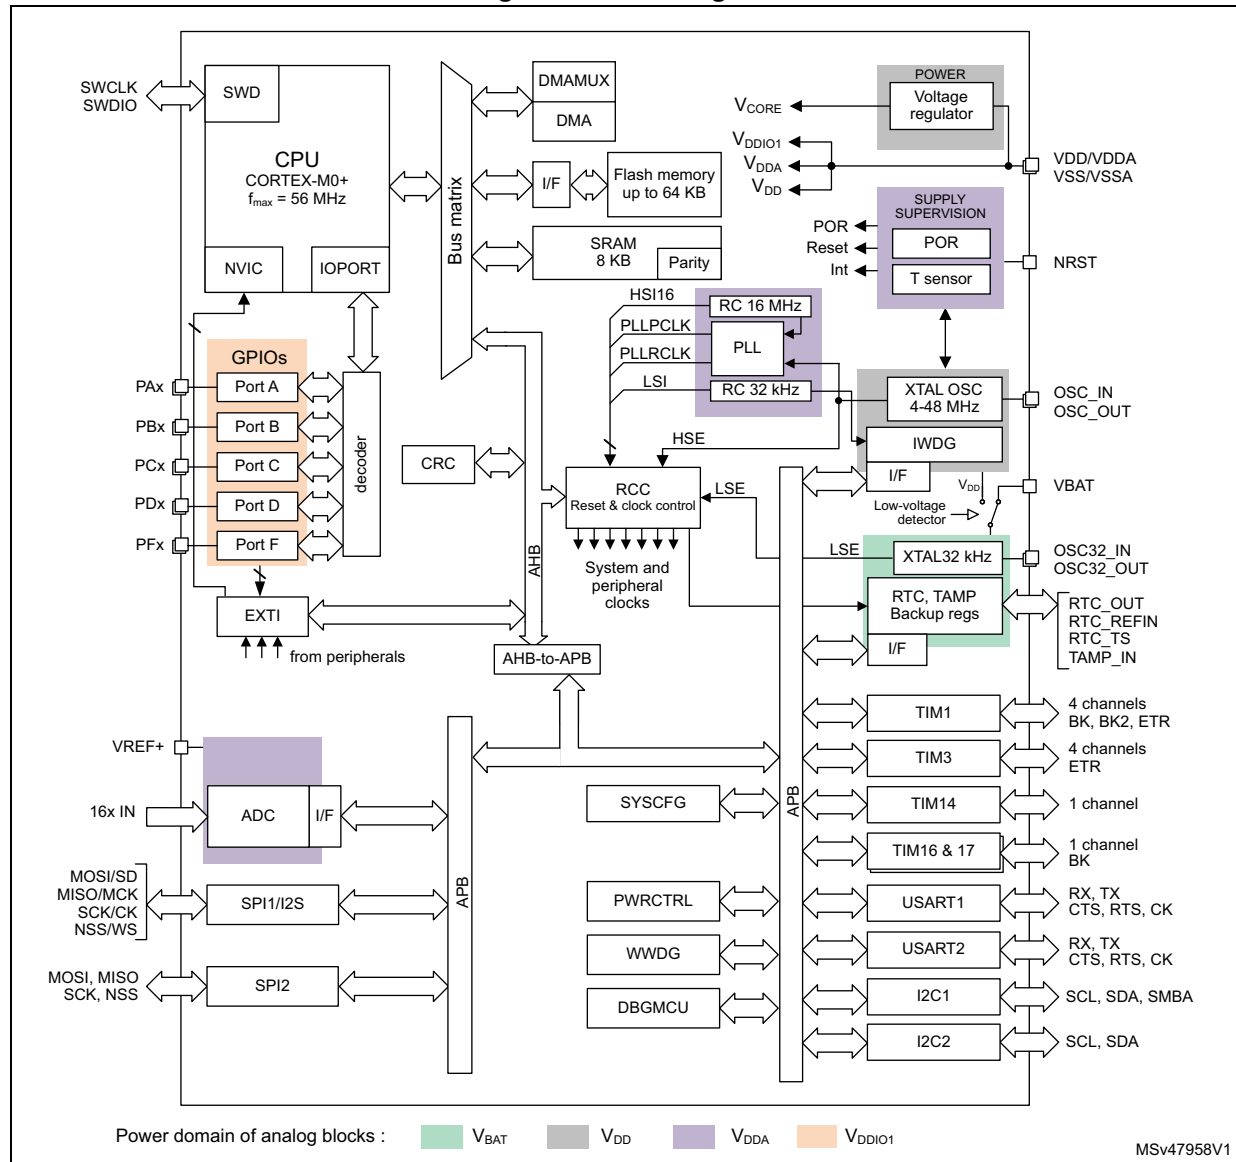 SWCLK
SWDIO
SWD
CPU
CORTEX-M0+
fmax = 56 MHz
NVIC
IOPORT
Bus matrix
DMAMUX
DMA
I/F
Flash memory
up to 64 KB
SRAM
8 KB
Parity
POWER
Voltage
regulator
VCORE
VDDIO1
VDDA
VDD
VDD/VDDA
VSS/VSSA
SUPPLY
SUPERVISION
POR
Reset
Int
POR
T sensor
NRST
HSI16
PLLPCLK
PLLRCLK
LSI
RC 16 MHz
PLL
RC 32 kHz
GPIOs
PAx
Port A
PBx
Port B
PCx
Port C
PDx
Port D
PFx
Port F
decoder
EXTI
from peripherals
CRC
HSE
RCC
Reset & clock control
LSE
System and
peripheral
clocks
AHB
AHB-to-APB
XTAL OSC
4-48 MHz
OSC_IN
OSC_OUT
IWDG
I/F
VDD
VBAT
Low-voltage
detector
LSE
XTAL32 kHz
OSC32_IN
OSC32_OUT
RTC, TAMP
Backup regs
I/F
RTC_OUT
RTC_REFIN
RTC_TS
TAMP_IN
VREF+
16x IN
ADC
I/F
MOSI/SD
MISO/MCK
SCK/CK
NSS/WS
SPI1/I2S
MOSI, MISO
SCK, NSS
SPI2
APB
SYSCFG
PWRCTRL
WWDG
DBGMCU
APB
TIM1
4 channels
BK, BK2, ETR
TIM3
4 channels
ETR
TIM14
1 channel
TIM16 & 17
1 channel
BK
USART1
RX, TX
CTS, RTS, CK
USART2
RX, TX
CTS, RTS, CK
I2C1
SCL, SDA, SMBA
I2C2
SCL, SDA
Power domain of analog blocks :
VBAT
VDD
VDDA
VDDIO1
MSv47958V1